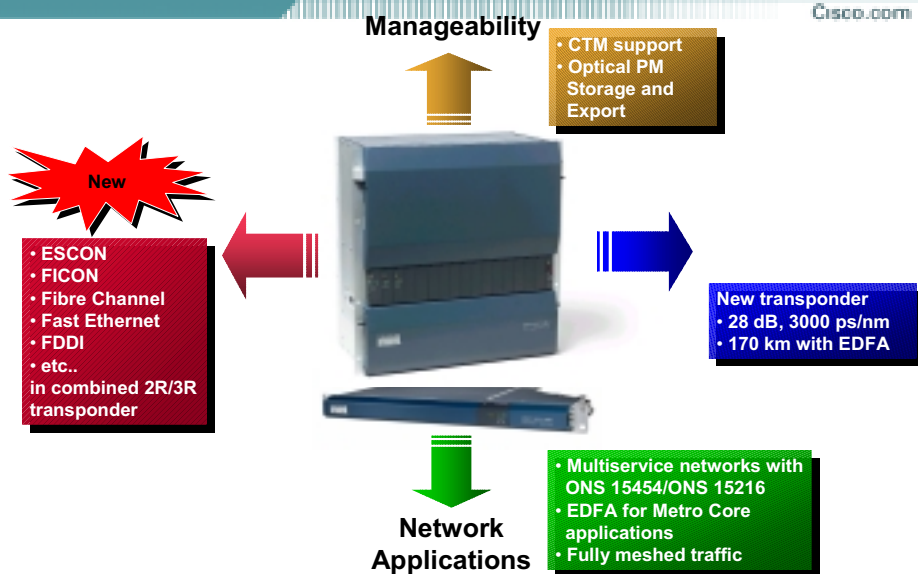 Cisco.com
Manageability
• CTM support
• Optical PM
Storage and
Export
New
• ESCON
• FICON
• Fibre Channel
• Fast Ethernet
• FDDI
• etc..
in combined 2R/3R
transponder
New transponder
• 28 dB, 3000 ps/nm
• 170 km with EDFA
• Multiservice networks with
ONS 15454/ONS 15216
• EDFA for Metro Core
applications
• Fully meshed traffic
Network
Applications